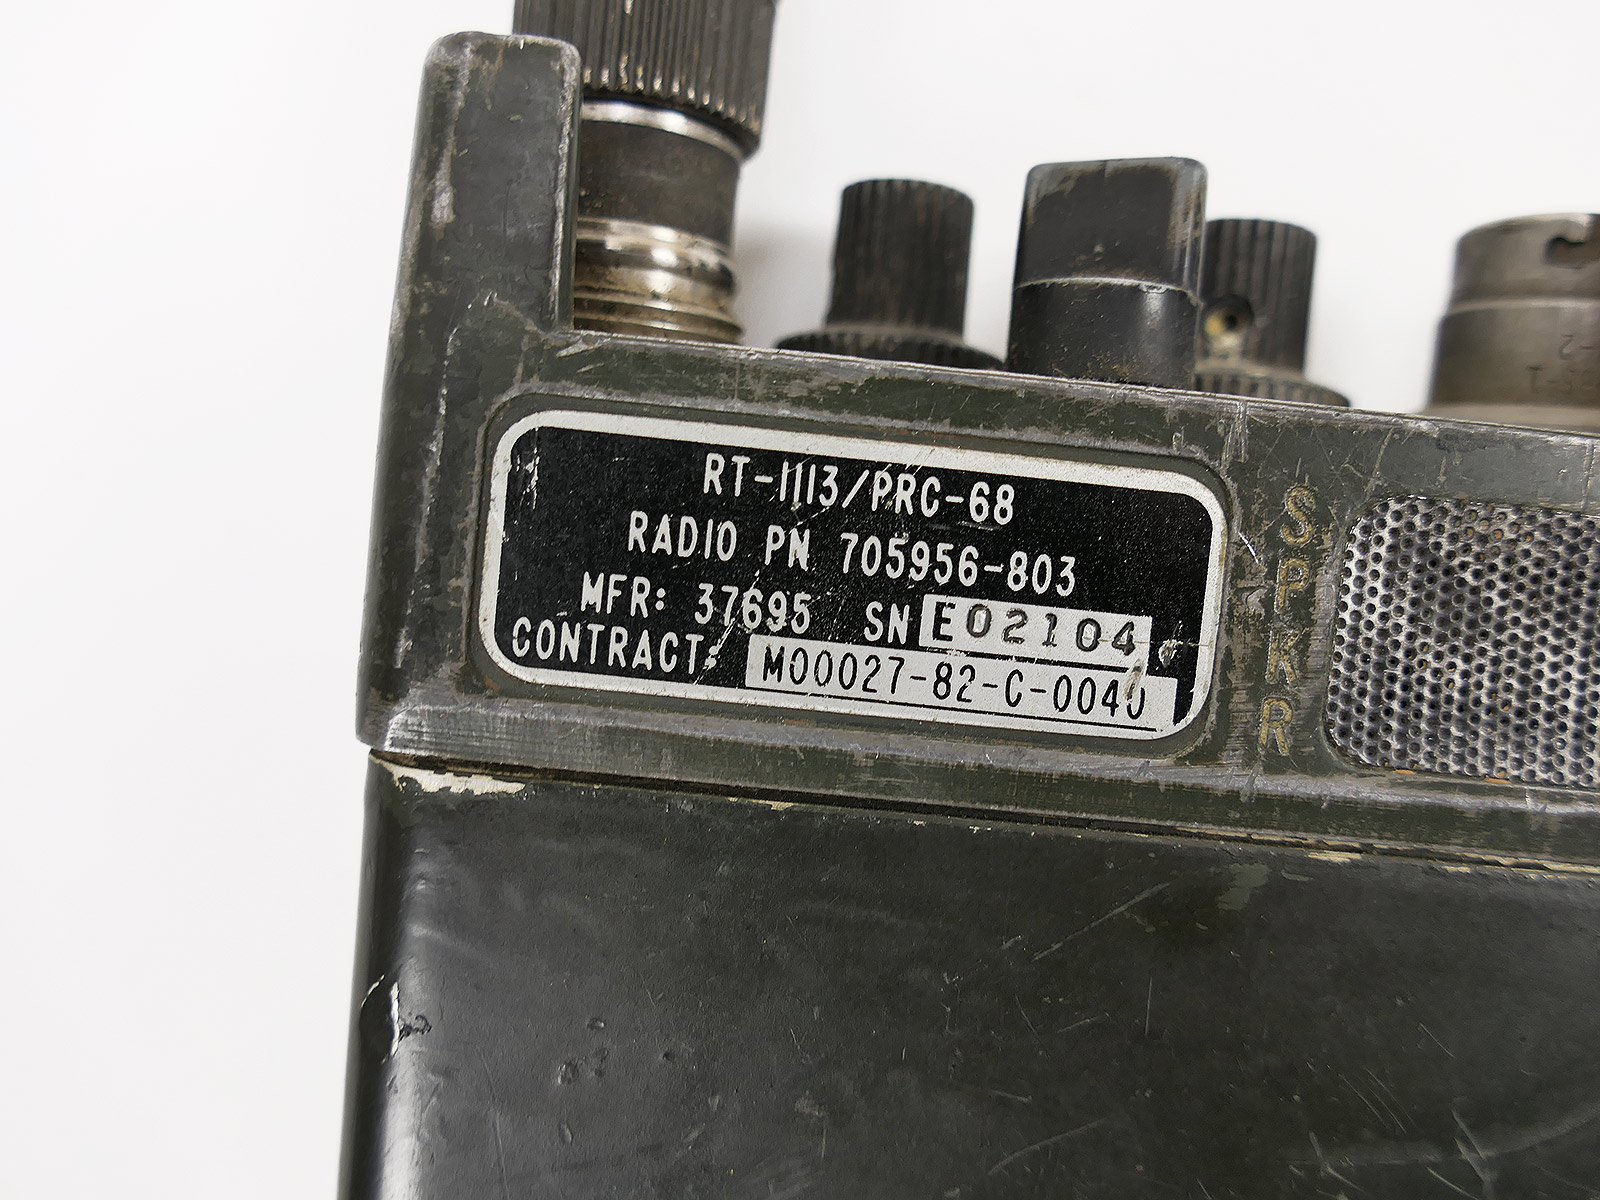 RT-1113/PRC-68
RADIO PN 705956-803
MFR: 37695 SN E02104
CONTRACT: M00027-82-C-0040
SPKR